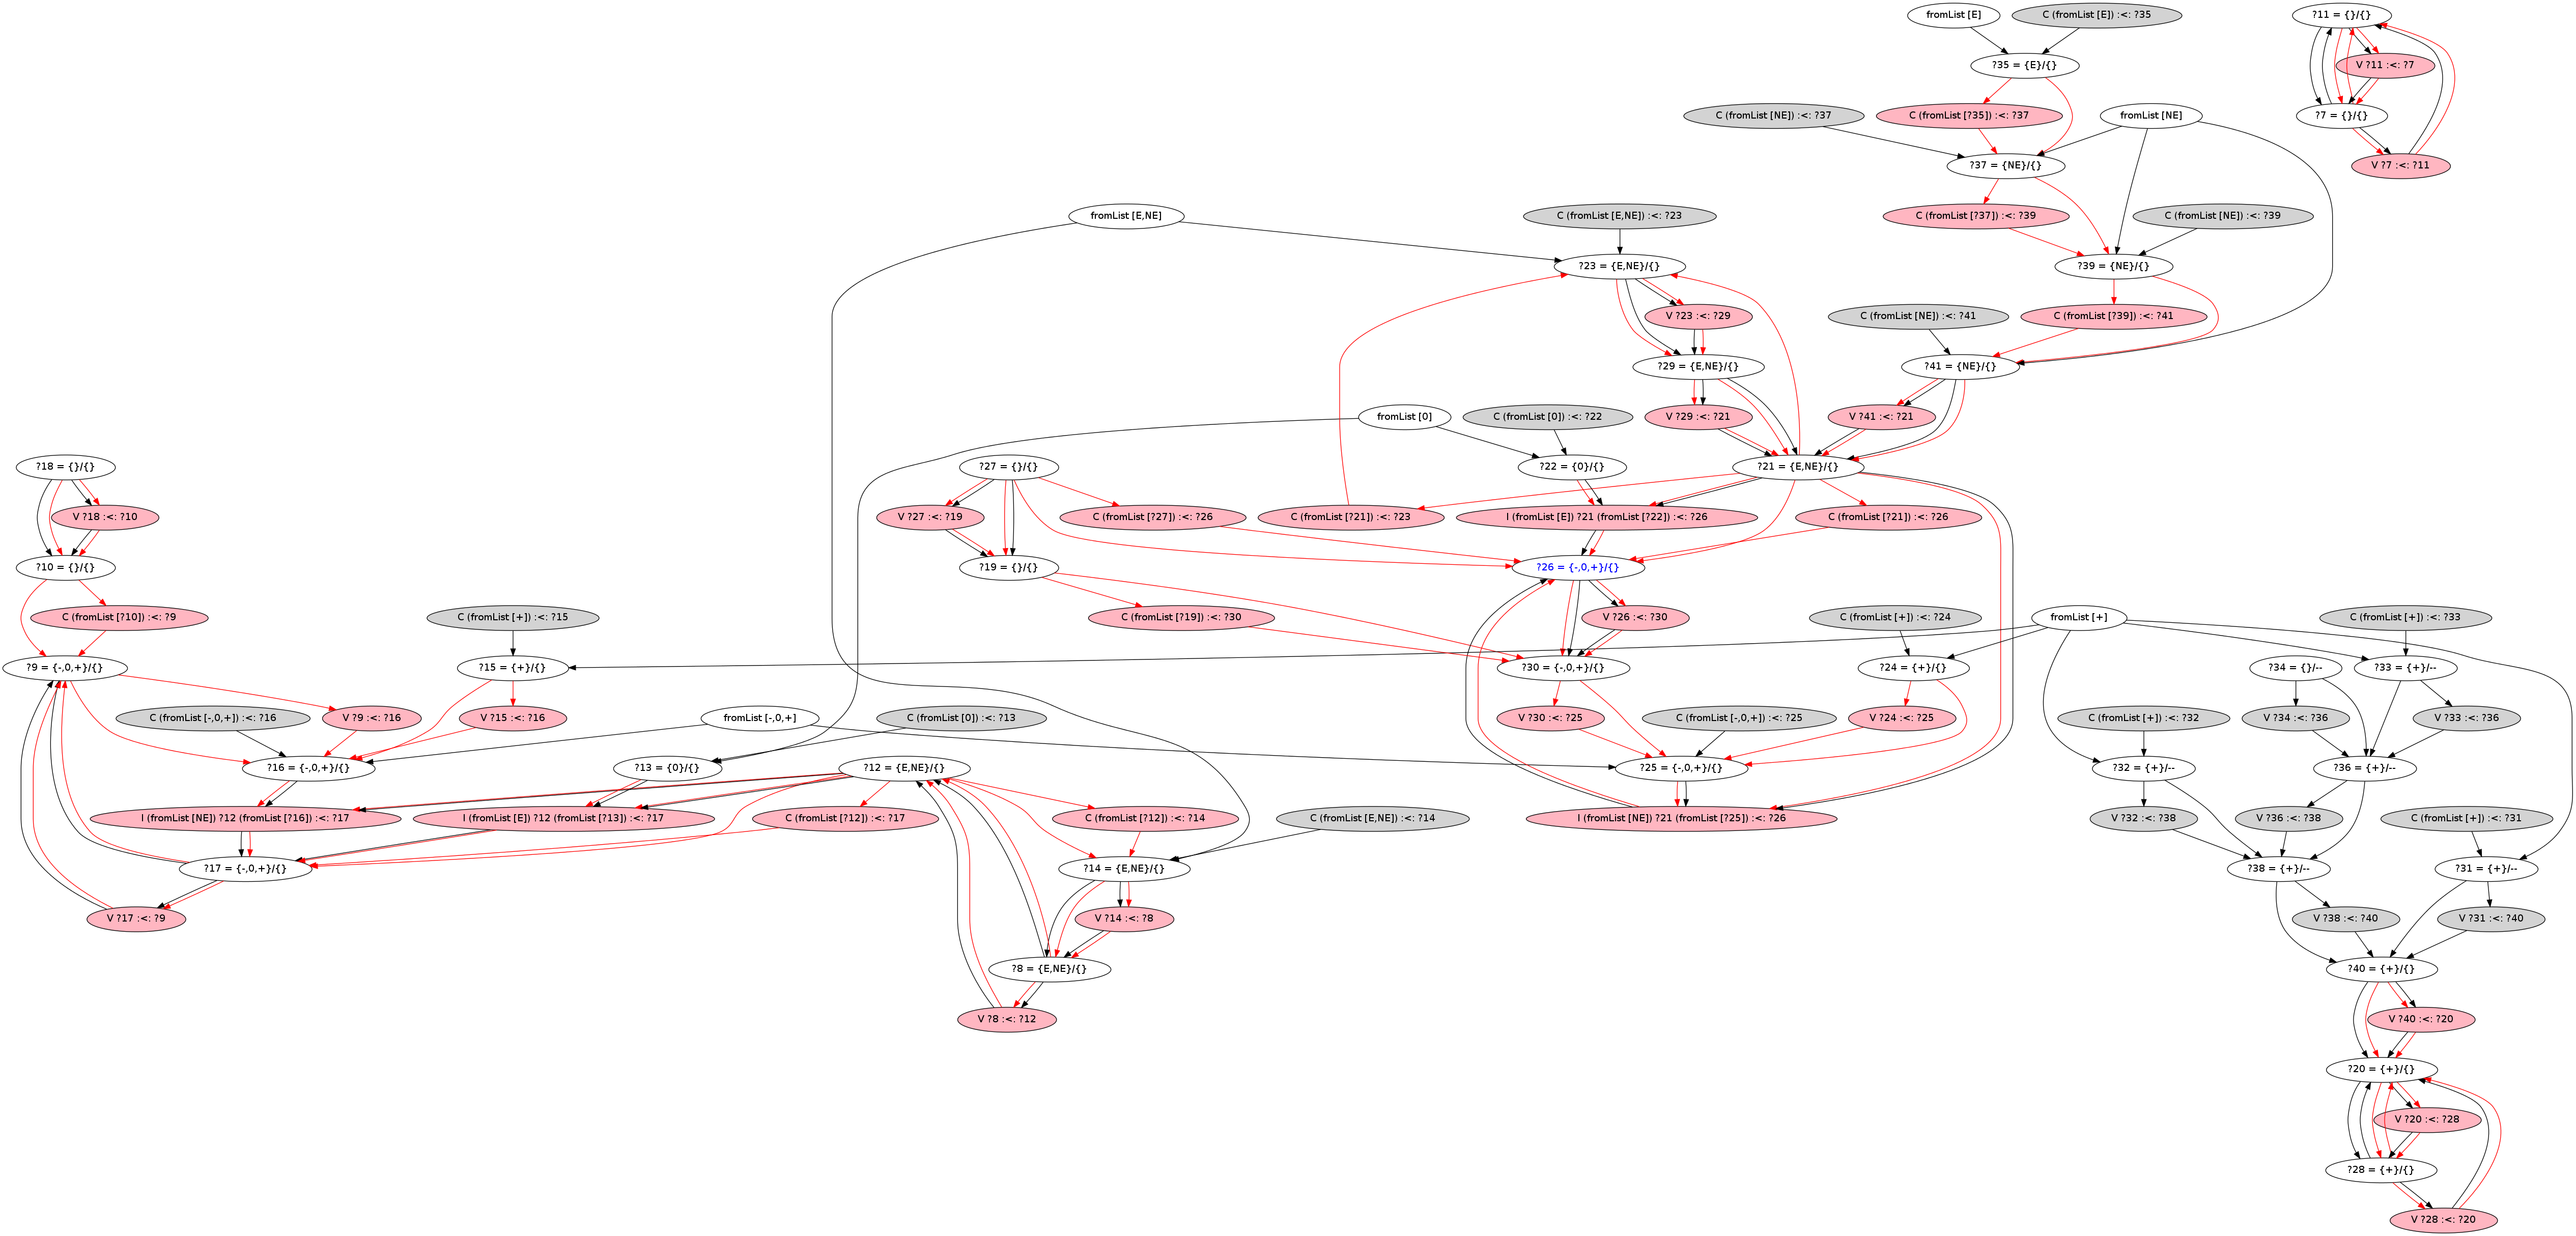 fromList [E]
C (fromList [E]) :<: ?35
?11 = {}/{}
?35 = {E}/{}
V ?11 :<: ?7
C (fromList [NE]) :<: ?37
C (fromList [?35]) :<: ?37
fromList [NE]
?7 = {}/{}
?37 = {NE}/{}
V ?7 :<: ?11
fromList [E,NE]
C (fromList [E,NE]) :<: ?23
C (fromList [?37]) :<: ?39
C (fromList [NE]) :<: ?39
?23 = {E,NE}/{}
?39 = {NE}/{}
V ?23 :<: ?29
C (fromList [NE]) :<: ?41
C (fromList [?39]) :<: ?41
?29 = {E,NE}/{}
?41 = {NE}/{}
fromList [0]
C (fromList [0]) :<: ?22
V ?29 :<: ?21
V ?41 :<: ?21
?18 = {}/{}
?27 = {}/{}
?22 = {0}/{}
?21 = {E,NE}/{}
V ?18 :<: ?10
V ?27 :<: ?19
C (fromList [?27]) :<: ?26
C (fromList [?21]) :<: ?23
I (fromList [E]) ?21 (fromList [?22]) :<: ?26
C (fromList [?21]) :<: ?26
?10 = {}/{}
?19 = {}/{}
?26 = {-,0,+}/{}
C (fromList [?10]) :<: ?9
C (fromList [+]) :<: ?15
C (fromList [?19]) :<: ?30
V ?26 :<: ?30
C (fromList [+]) :<: ?24
fromList [+]
C (fromList [+]) :<: ?33
?9 = {-,0,+}/{}
?15 = {+}/{}
?30 = {-,0,+}/{}
?24 = {+}/{}
?34 = {}/--
?33 = {+}/--
C (fromList [-,0,+]) :<: ?16
V ?9 :<: ?16
V ?15 :<: ?16
fromList [-,0,+]
C (fromList [0]) :<: ?13
V ?30 :<: ?25
C (fromList [-,0,+]) :<: ?25
V ?24 :<: ?25
C (fromList [+]) :<: ?32
V ?34 :<: ?36
V ?33 :<: ?36
?16 = {-,0,+}/{}
?13 = {0}/{}
?12 = {E,NE}/{}
?25 = {-,0,+}/{}
?32 = {+}/--
?36 = {+}/--
I (fromList [NE]) ?12 (fromList [?16]) :<: ?17
I (fromList [E]) ?12 (fromList [?13]) :<: ?17
C (fromList [?12]) :<: ?17
C (fromList [?12]) :<: ?14
C (fromList [E,NE]) :<: ?14
I (fromList [NE]) ?21 (fromList [?25]) :<: ?26
V ?32 :<: ?38
V ?36 :<: ?38
C (fromList [+]) :<: ?31
?17 = {-,0,+}/{}
?14 = {E,NE}/{}
?38 = {+}/--
?31 = {+}/--
V ?17 :<: ?9
V ?14 :<: ?8
V ?38 :<: ?40
V ?31 :<: ?40
?8 = {E,NE}/{}
?40 = {+}/{}
V ?8 :<: ?12
V ?40 :<: ?20
?20 = {+}/{}
V ?20 :<: ?28
?28 = {+}/{}
V ?28 :<: ?20